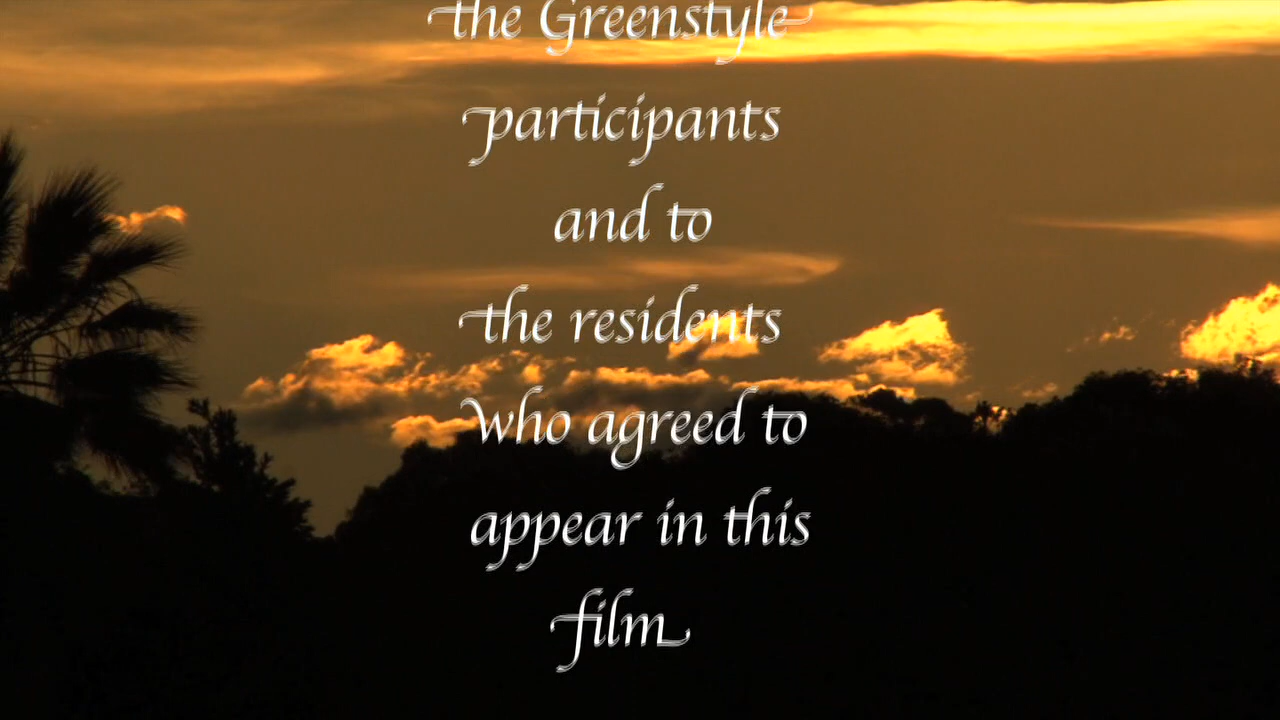 the Greenstyle
participants
and to
the residents
who agreed to
appear in this
film